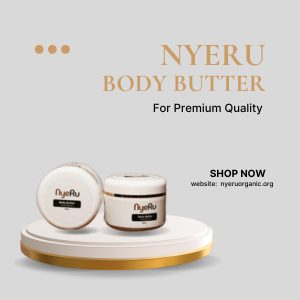 NYERU
BODY BUTTER
For Premium Quality
SHOP NOW
website: nyeruorganic.org
NyeRu
NyeRu
Body Butter